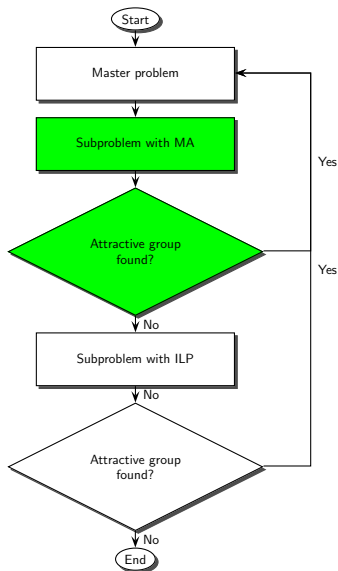 Start
Master problem
Yes
Subproblem with MA
Attractive group
found?
Yes
No
Subproblem with ILP
No
Attractive group
found?
No
End